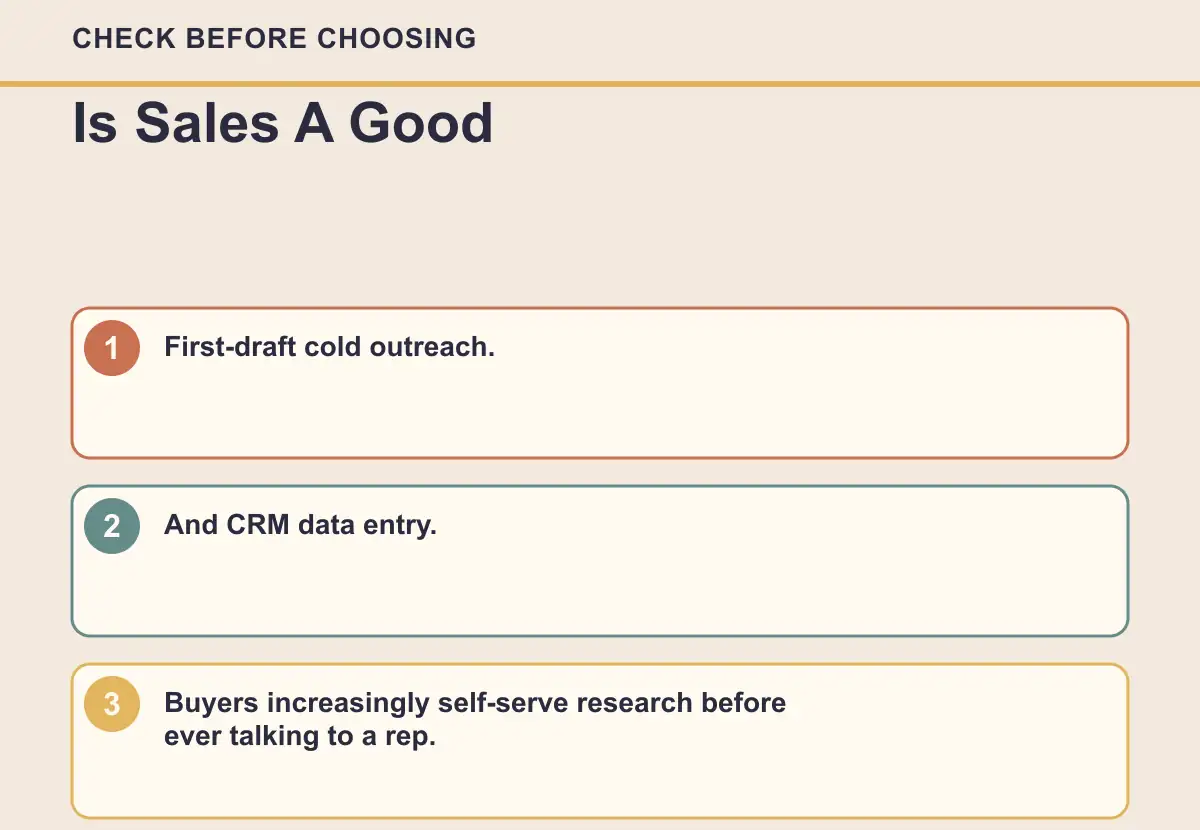 CHECK BEFORE CHOOSING
Is Sales A Good
1 First-draft cold outreach.
2 And CRM data entry.
3 Buyers increasingly self-serve research before
ever talking to a rep.